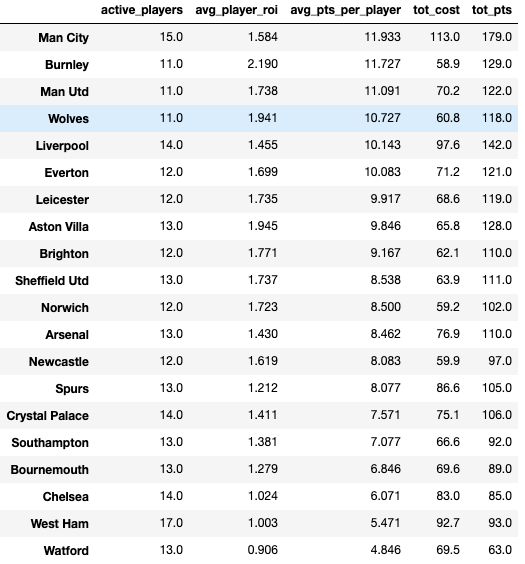 active_players avg_player_roi avg_pts_per_player tot_cost tot_pts
Man City 15.0 1.584 11.933 113.0 179.0
Burnley 11.0 2.190 11.727 58.9 129.0
Man Utd 11.0 1.738 11.091 70.2 122.0
Wolves 11.0 1.941 10.727 60.8 118.0
Liverpool 14.0 1.455 10.143 97.6 142.0
Everton 12.0 1.699 10.083 71.2 121.0
Leicester 12.0 1.735 9.917 68.6 119.0
Aston Villa 13.0 1.945 9.846 65.8 128.0
Brighton 12.0 1.771 9.167 62.1 110.0
Sheffield Utd 13.0 1.737 8.538 63.9 111.0
Norwich 12.0 1.723 8.500 59.2 102.0
Arsenal 13.0 1.430 8.462 76.9 110.0
Newcastle 12.0 1.619 8.083 59.9 97.0
Spurs 13.0 1.212 8.077 86.6 105.0
Crystal Palace 14.0 1.411 7.571 75.1 106.0
Southampton 13.0 1.381 7.077 66.6 92.0
Bournemouth 13.0 1.279 6.846 69.6 89.0
Chelsea 14.0 1.024 6.071 83.0 85.0
West Ham 17.0 1.003 5.471 92.7 93.0
Watford 13.0 0.906 4.846 69.5 63.0